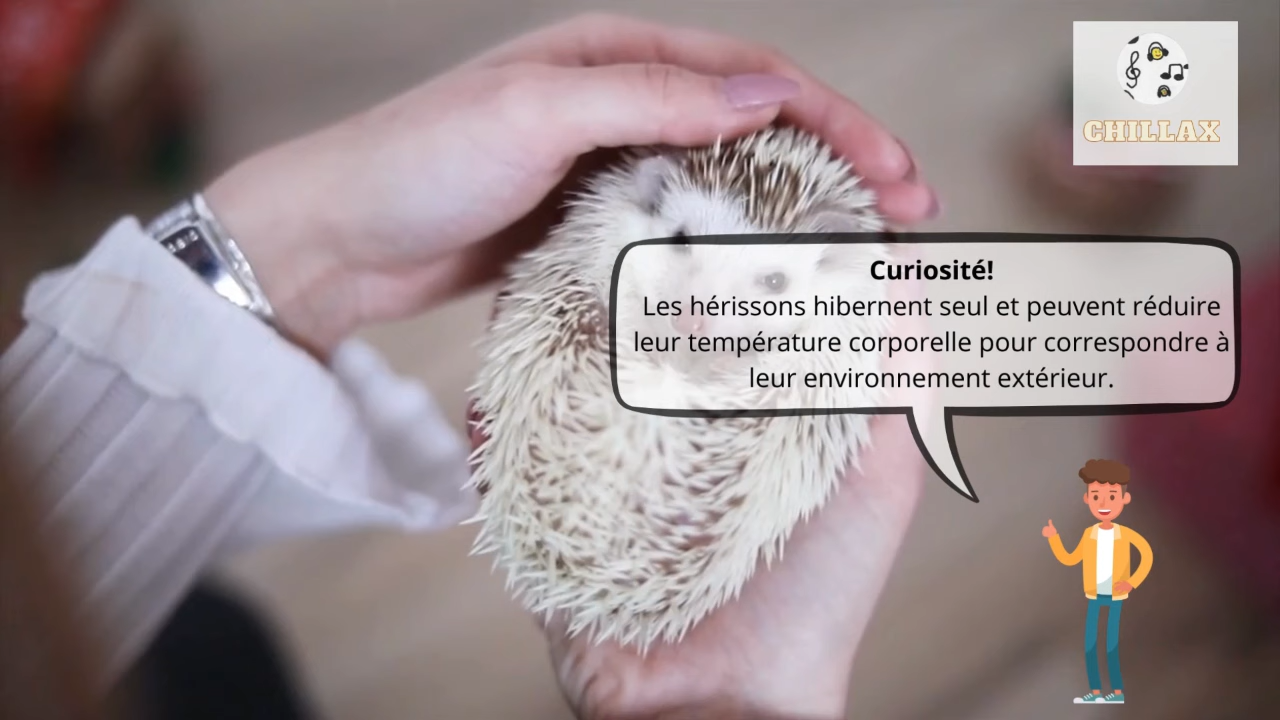 CHILLAX
Curiosité!
Les hérissons hibernent seul et peuvent réduire
leur température corporelle pour correspondre à
leur environnement extérieur.